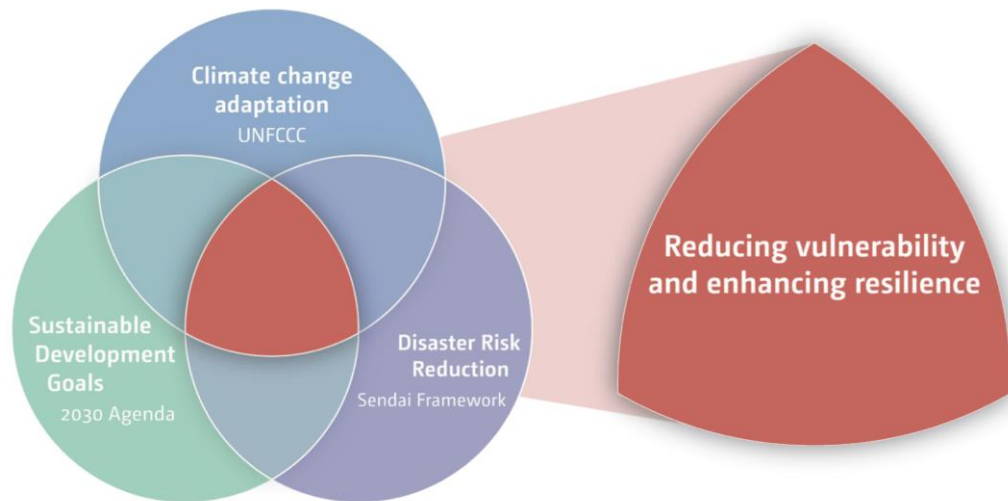 Climate change
adaptation
UNFCCC
Sustainable
Development
Goals
2030 Agenda
Disaster Risk
Reduction
Sendai Framework
Reducing vulnerability
and enhancing resilience